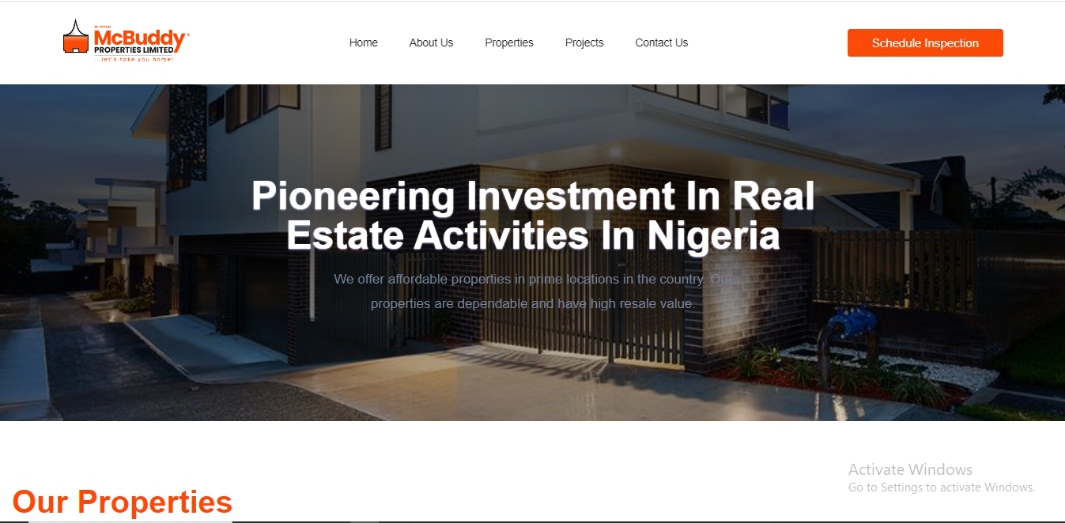 McBuddy
PROPERTIES LIMITED
...let's take you home!
Home
About Us
Properties
Projects
Contact Us
Schedule Inspection
Pioneering Investment In Real
Estate Activities In Nigeria
We offer affordable properties in prime locations in the country. Our
properties are dependable and have high resale value.
Our Properties
Activate Windows
Go to Settings to activate Windows.